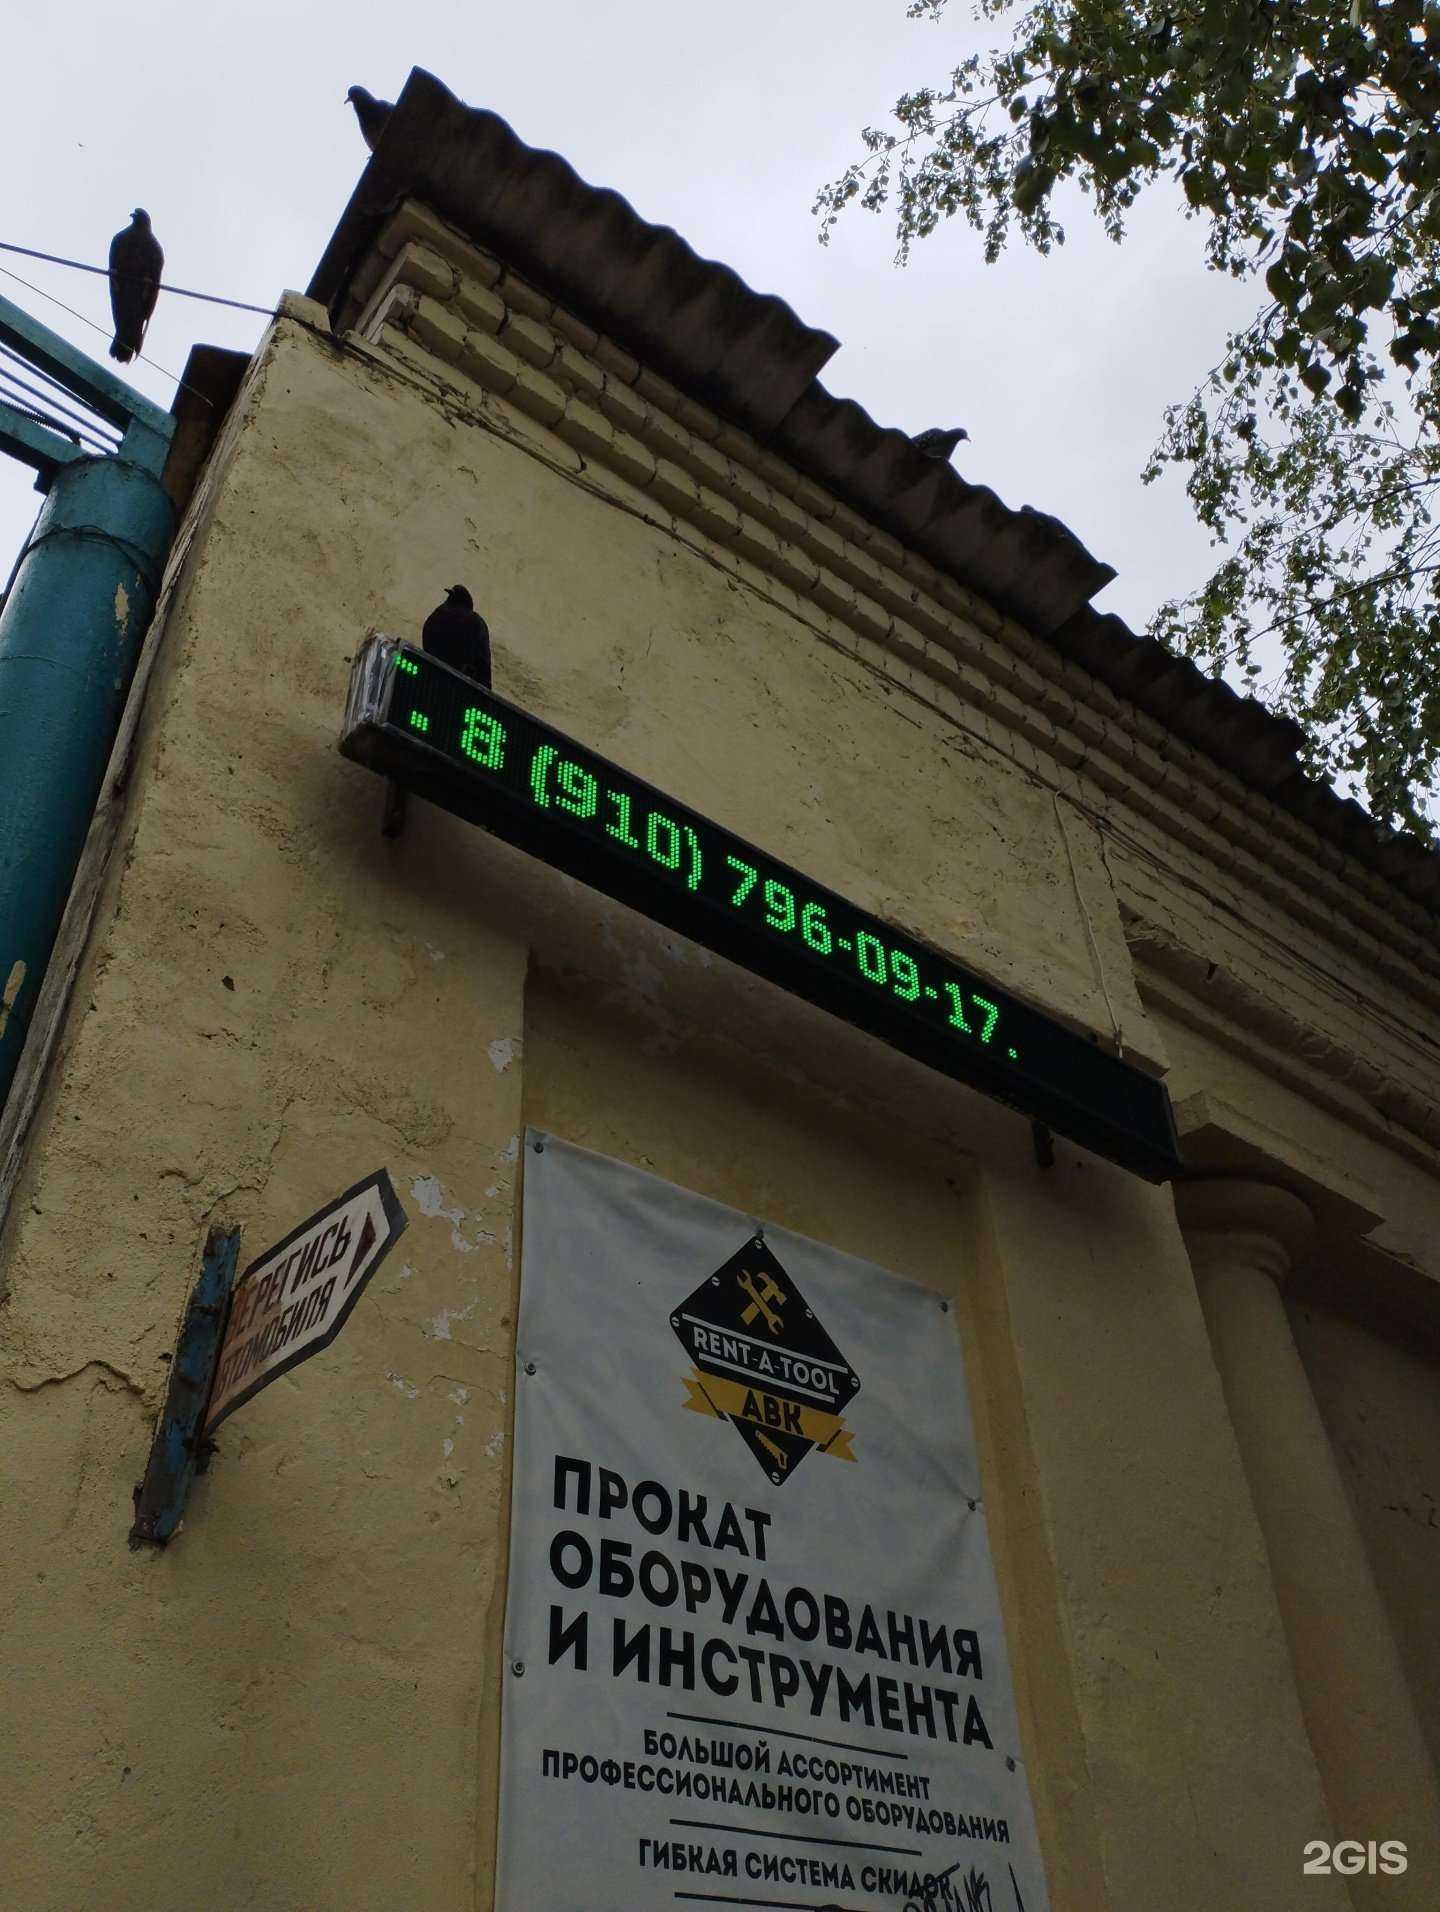 8 (910) 796-09-17.
БЕРЕГИСЬ
АВТОМОБИЛЯ
RENT-A-TOOL
АВК
ПРОКАТ
ОБОРУДОВАНИЯ
И ИНСТРУМЕНТА
БОЛЬШОЙ АССОРТИМЕНТ
ПРОФЕССИОНАЛЬНОГО ОБОРУДОВАНИЯ
ГИБКАЯ СИСТЕМА СКИДОК
2GIS